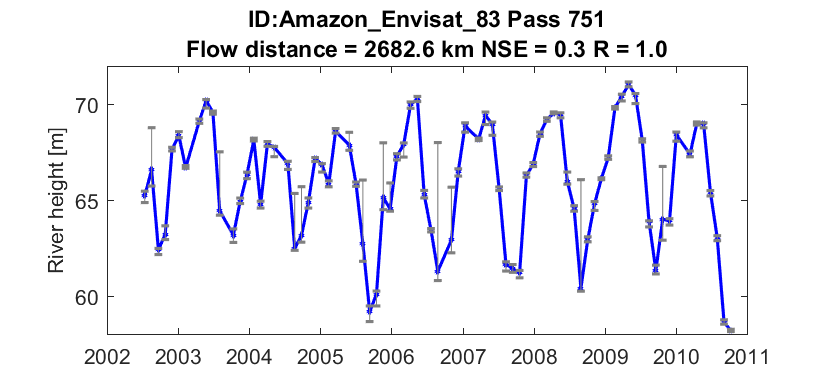 ID:Amazon_Envisat_83 Pass 751
Flow distance = 2682.6 km NSE = 0.3 R = 1.0
River height [m]
70
65
60
2002 2003 2004 2005 2006 2007 2008 2009 2010 2011